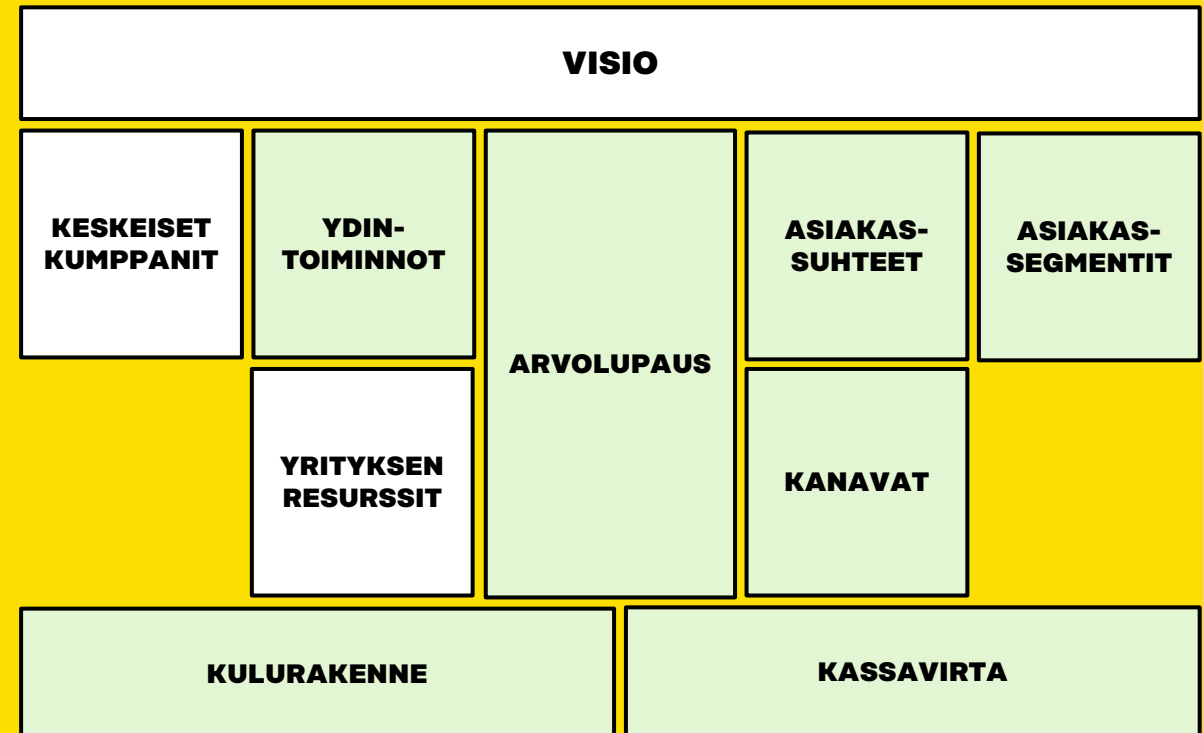 VISIO
KESKEISET
KUMPPANIT
YDIN-
TOIMINNOT
ARVOLUPAUS
ASIAKAS-
SUHTEET
ASIAKAS-
SEGMENTIT
YRITYKSEN
RESURSSIT
KANAVAT
KULURAKENNE
KASSAVIRTA